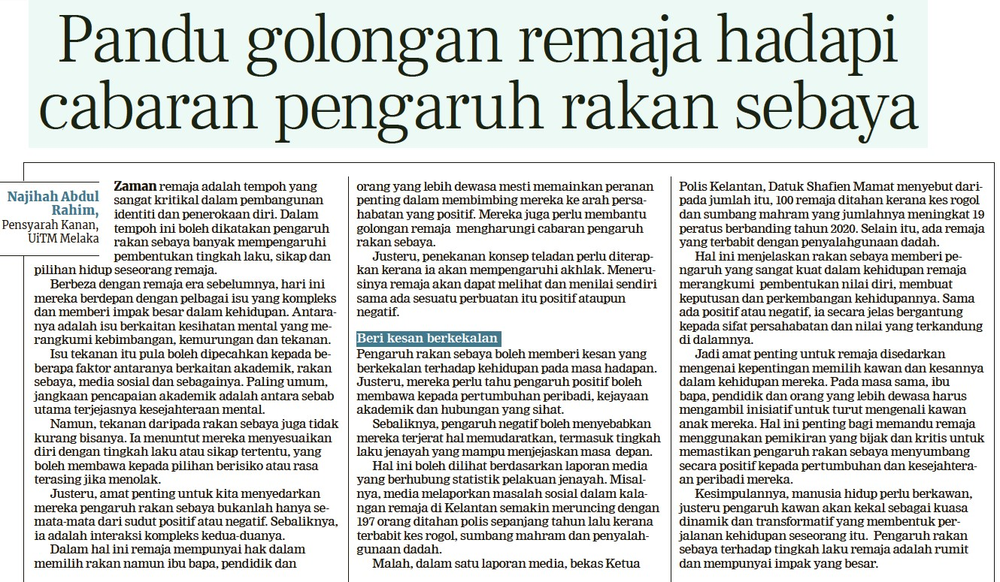 Pandu golongan remaja hadapi
cabaran pengaruh rakan sebaya
Najihah Abdul
Rahim,
Pensyarah Kanan,
UiTM Melaka
Zaman remaja adalah tempoh yang
sangat kritikal dalam pembangunan
identiti dan penerokaan diri. Dalam
tempoh ini boleh dikatakan pengaruh
rakan sebaya banyak mempengaruhi
pembentukan tingkah laku, sikap dan
pilihan hidup seseorang remaja.
Berbeza dengan remaja era sebelumnya, hari ini
mereka berdepan dengan pelbagai isu yang kompleks
dan memberi impak besar dalam kehidupan. Antara-
nya adalah isu berkaitan kesihatan mental yang me-
rangkumi kebimbangan, kemurungan dan tekanan.
Isu tekanan itu pula boleh dipecahkan kepada be-
berapa faktor antaranya berkaitan akademik, rakan
sebaya, media sosial dan sebagainya. Paling umum,
jangkaan pencapaian akademik adalah antara sebab
utama terjejasnya kesejahteraan mental.
Namun, tekanan daripada rakan sebaya juga tidak
kurang bisanya. Ia menuntut mereka menyesuaikan
diri dengan tingkah laku atau sikap tertentu, yang
boleh membawa kepada pilihan berisiko atau rasa
terasing jika menolak.
Justeru, amat penting untuk kita menyedarkan
mereka pengaruh rakan sebaya bukanlah hanya se-
mata-mata dari sudut positif atau negatif. Sebaliknya,
ia adalah interaksi kompleks kedua-duanya.
Dalam hal ini remaja mempunyai hak dalam
memilih rakan namun ibu bapa, pendidik dan
orang yang lebih dewasa mesti memainkan peranan
penting dalam membimbing mereka ke arah persa-
habatan yang positif. Mereka juga perlu membantu
golongan remaja mengharungi cabaran pengaruh
rakan sebaya.
Justeru, penekanan konsep teladan perlu diterap-
kan kerana ia akan mempengaruhi akhlak. Meneru-
sinya remaja akan dapat melihat dan menilai sendiri
sama ada sesuatu perbuatan itu positif ataupun
negatif.
Beri kesan berkekalan
Pengaruh rakan sebaya boleh memberi kesan yang
berkekalan terhadap kehidupan pada masa hadapan.
Justeru, mereka perlu tahu pengaruh positif boleh
membawa kepada pertumbuhan peribadi, kejayaan
akademik dan hubungan yang sihat.
Sebaliknya, pengaruh negatif boleh menyebabkan
mereka terjerat hal memudaratkan, termasuk tingkah
laku jenayah yang mampu menjejaskan masa depan.
Hal ini boleh dilihat berdasarkan laporan media
yang berhubung statistik pelakuan jenayah. Misal-
nya, media melaporkan masalah sosial dalam kala-
ngan remaja di Kelantan semakin meruncing dengan
197 orang ditahan polis sepanjang tahun lalu kerana
terbabit kes rogol, sumbang mahram dan penyalah-
gunaan dadah.
Malah, dalam satu laporan media, bekas Ketua
Polis Kelantan, Datuk Shafien Mamat menyebut dari-
pada jumlah itu, 100 remaja ditahan kerana kes rogol
dan sumbang mahram yang jumlahnya meningkat 19
peratus berbanding tahun 2020. Selain itu, ada remaja
yang terbabit dengan penyalahgunaan dadah.
Hal ini menjelaskan rakan sebaya memberi pe-
ngaruh yang sangat kuat dalam kehidupan remaja
merangkumi pembentukan nilai diri, membuat
keputusan dan perkembangan kehidupannya. Sama
ada positif atau negatif, ia secara jelas bergantung
kepada sifat persahabatan dan nilai yang terkandung
di dalamnya.
Jadi amat penting untuk remaja disedarkan
mengenai kepentingan memilih kawan dan kesannya
dalam kehidupan mereka. Pada masa sama, ibu
bapa, pendidik dan orang yang lebih dewasa harus
mengambil inisiatif untuk turut mengenali kawan
anak mereka. Hal ini penting bagi memandu remaja
menggunakan pemikiran yang bijak dan kritis untuk
memastikan pengaruh rakan sebaya menyumbang
secara positif kepada pertumbuhan dan kesejahtera-
an peribadi mereka.
Kesimpulannya, manusia hidup perlu berkawan,
justeru pengaruh kawan akan kekal sebagai kuasa
dinamik dan transformatif yang membentuk per-
jalanan kehidupan seseorang itu. Pengaruh rakan
sebaya terhadap tingkah laku remaja adalah rumit
dan mempunyai impak yang besar.